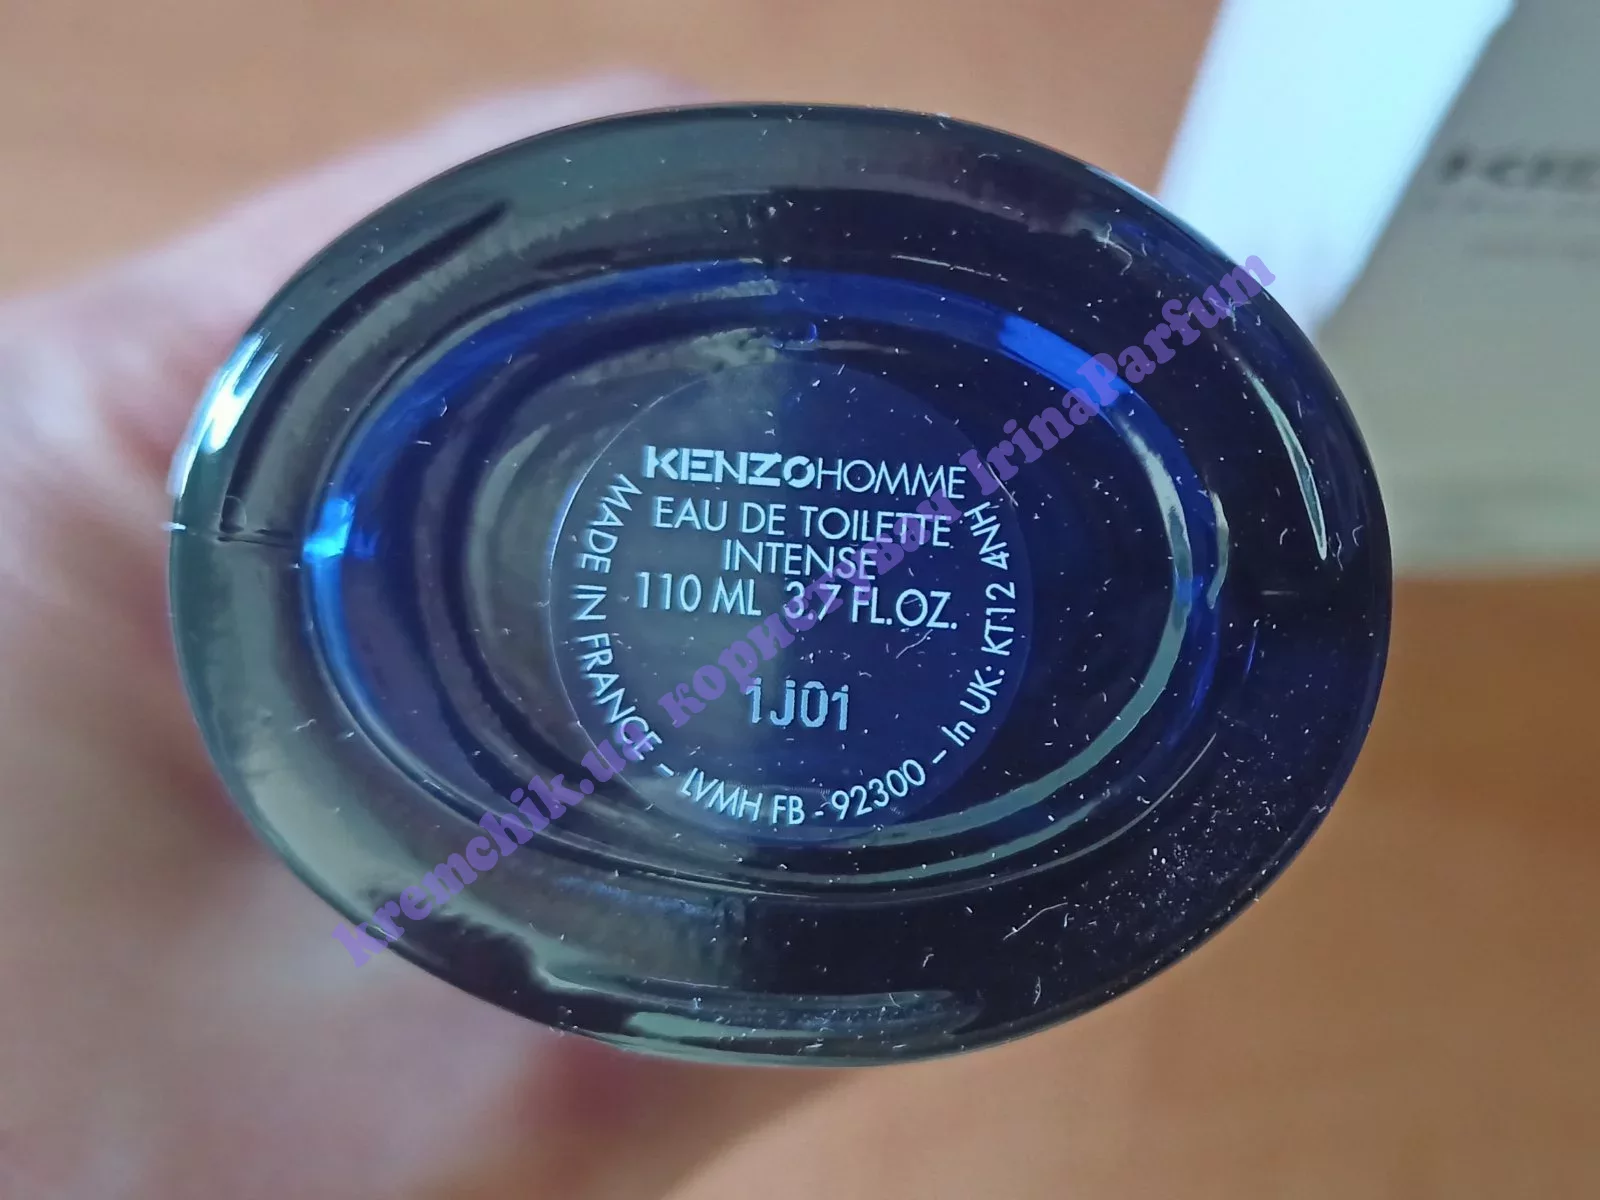 KENZOHOMME
EAU DE TOILETTE
INTENSE
110 ML 3,7 FL.OZ.
1J01
MADE IN FRANCE – LVMH FB - 92300 – In UK: KT12 4NH
kremchik.ua користувач IrinaParfum